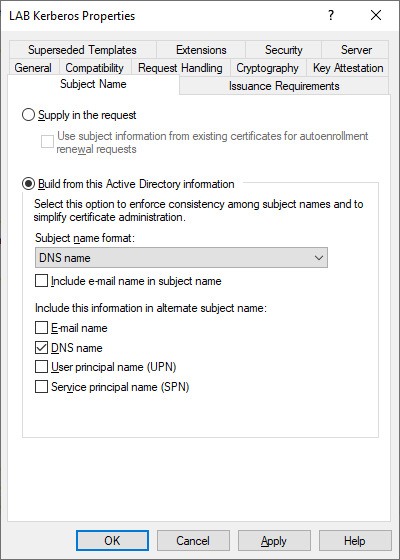 LAB Kerberos Properties
?
Superseded Templates
Extensions
Security
Server
General
Compatibility
Request Handling
Cryptography
Key Attestation
Subject Name
Issuance Requirements
Supply in the request
Use subject information from existing certificates for autoenrollment
renewal requests
Build from this Active Directory information
Select this option to enforce consistency among subject names and to
simplify certificate administration.
Subject name format:
DNS name
Include e-mail name in subject name
Include this information in alternate subject name:
E-mail name
DNS name
User principal name (UPN)
Service principal name (SPN)
OK
Cancel
Apply
Help